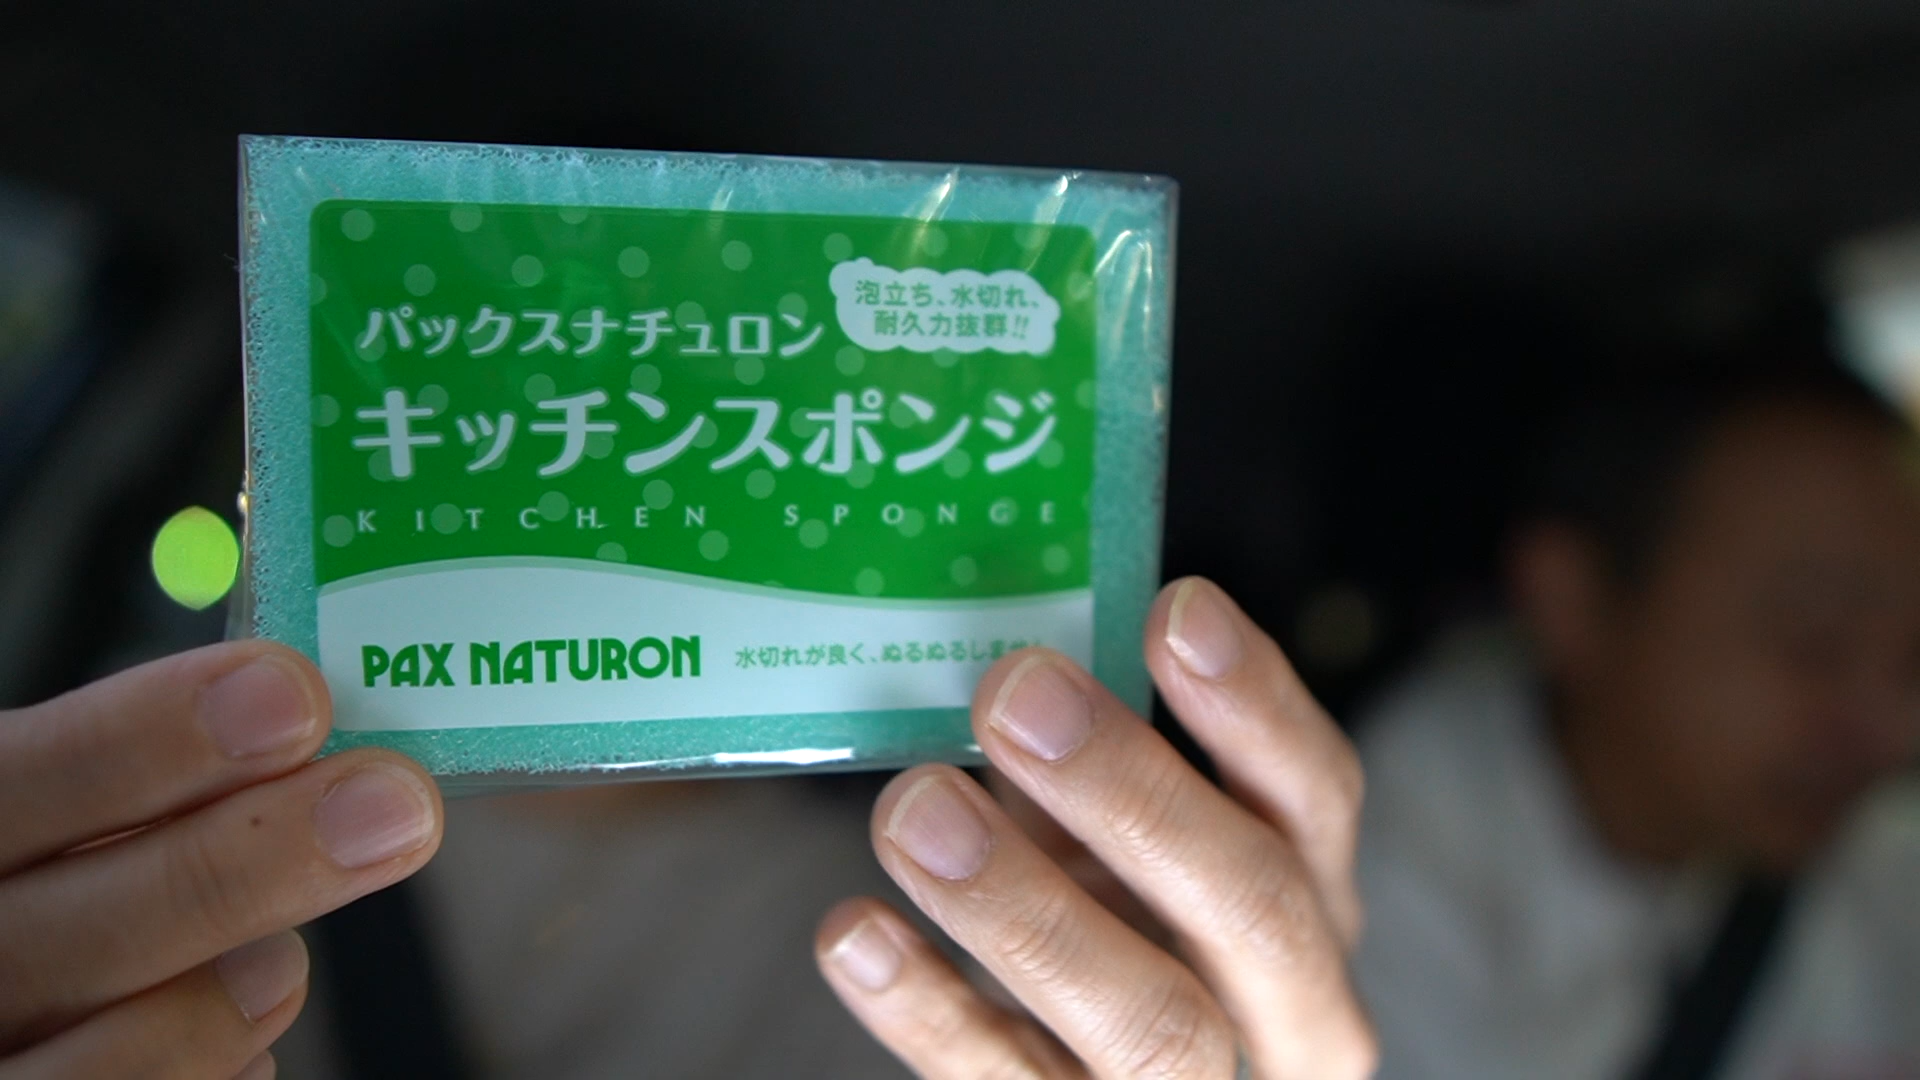 泡立ち、水切れ、
耐久力抜群!!
パックスナチュロン
キッチンスポンジ
KITCHEN SPONGE
PAX NATURON
水切れが良く、ぬるぬるしません